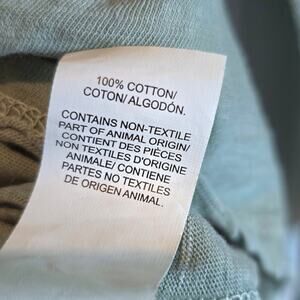 100% COTTON/
COTON/ ALGODÓN.
CONTAINS NON-TEXTILE
PART OF ANIMAL ORIGIN/
CONTIENT DES PIÈCES
NON TEXTILES D'ORIGINE
ANIMALE/ CONTIENE
PARTES NO TEXTILES
DE ORIGEN ANIMAL.